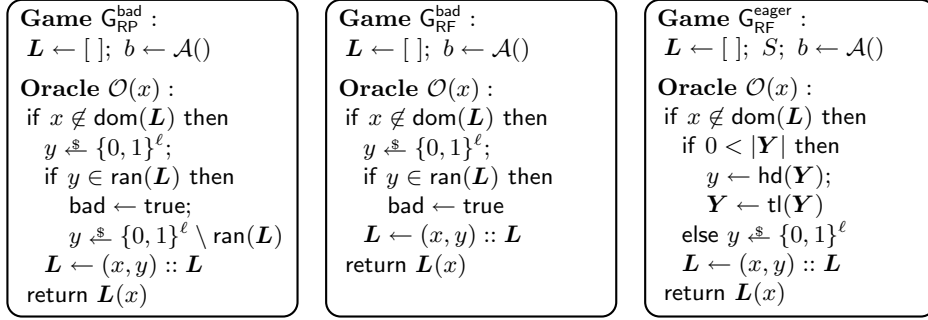 Game G_RP^bad :
L ← [ ]; b ← A()
Oracle O(x) :
if x ∉ dom(L) then
y ←$ {0, 1}^ℓ;
if y ∈ ran(L) then
bad ← true;
y ←$ {0, 1}^ℓ \ ran(L)
L ← (x, y) :: L
return L(x)
Game G_RF^bad :
L ← [ ]; b ← A()
Oracle O(x) :
if x ∉ dom(L) then
y ←$ {0, 1}^ℓ;
if y ∈ ran(L) then
bad ← true
L ← (x, y) :: L
return L(x)
Game G_RF^eager :
L ← [ ]; S; b ← A()
Oracle O(x) :
if x ∉ dom(L) then
if 0 < |Y| then
y ← hd(Y);
Y ← tl(Y)
else y ←$ {0, 1}^ℓ
L ← (x, y) :: L
return L(x)